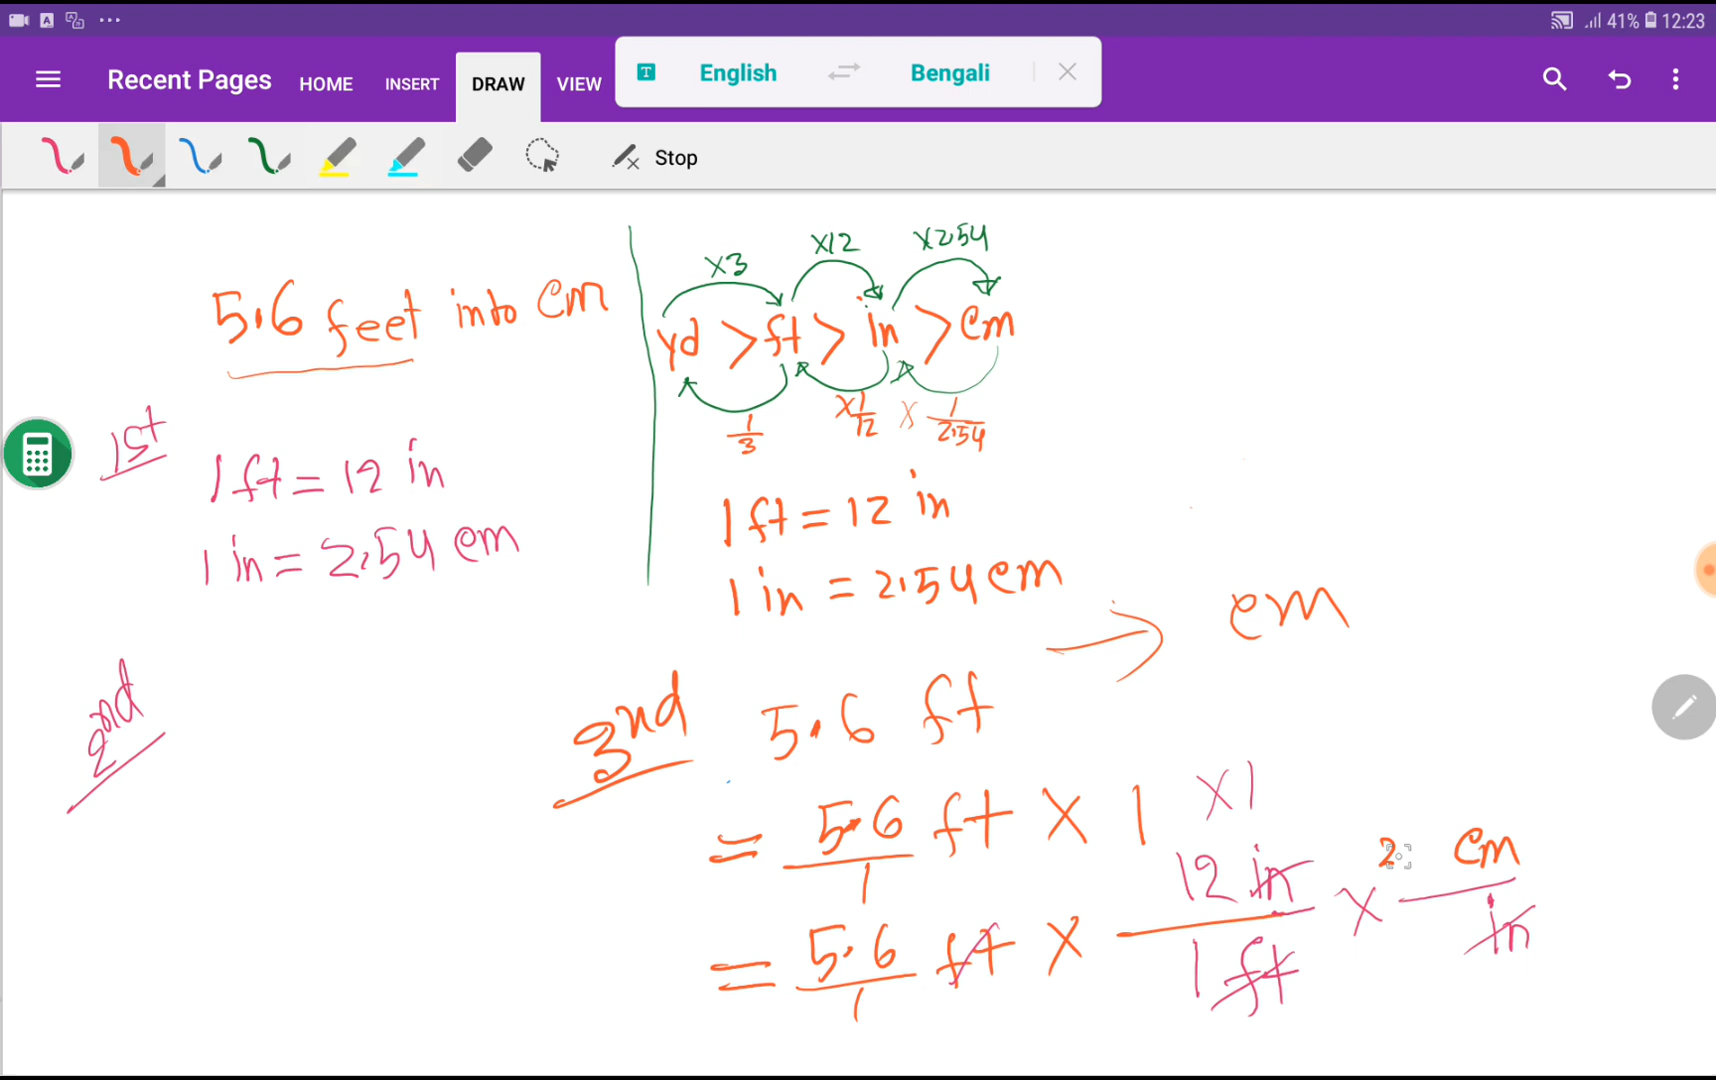 41% 12:23
Recent Pages HOME INSERT DRAW VIEW
T English Bengali
Stop
5.6 feet into cm
1st
1 ft = 12 in
1 in = 2.54 cm
2nd
x3 x12 x2.54
yd > ft > in > cm
1/3 x 1/12 x 1/2.54
1 ft = 12 in
1 in = 2.54 cm
→ cm
3nd 5.6 ft
= 5.6/1 ft x 1 x 1
= 5.6/1 ft x 12 in/1 ft x 2 cm/in